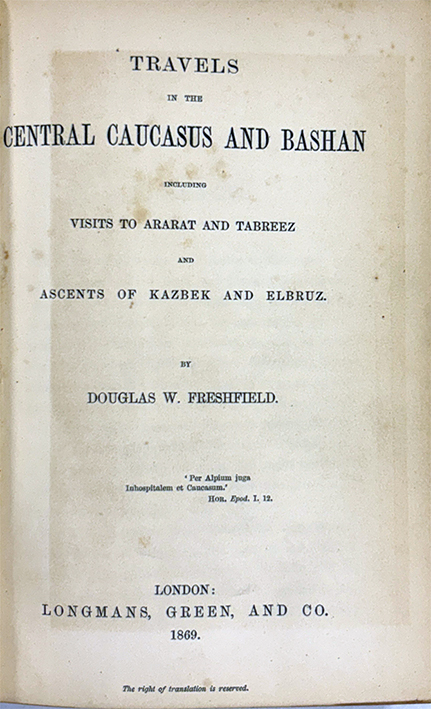 TRAVELS
IN THE
CENTRAL CAUCASUS AND BASHAN
INCLUDING
VISITS TO ARARAT AND TABREEZ
AND
ASCENTS OF KAZBEK AND ELBRUZ.
BY
DOUGLAS W. FRESHFIELD.
'Per Alpium juga
Inhospitalem et Caucasum.'
HOR. Epod. I. 12.
LONDON:
LONGMANS, GREEN, AND CO.
1869.
The right of translation is reserved.